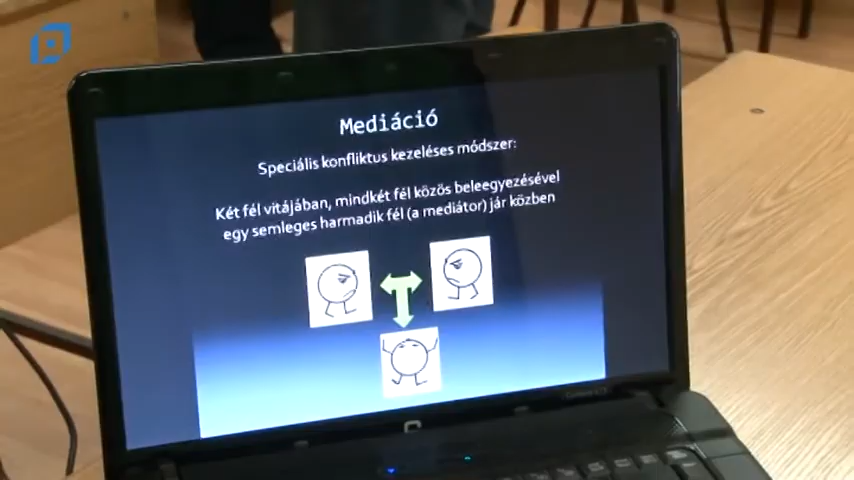 Mediáció
Speciális konfliktus kezeléses módszer:
Két fél vitájában, mindkét fél közös beleegyezésével
egy semleges harmadik fél (a mediátor) jár közben